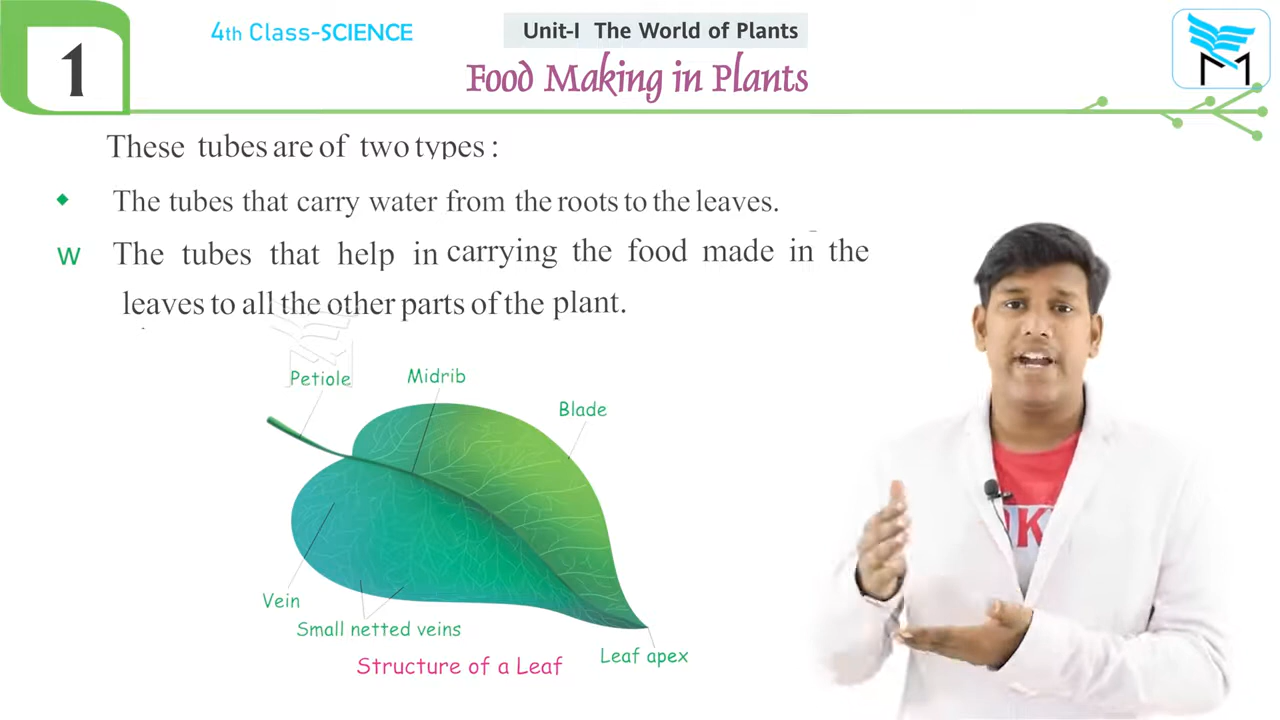 1
4th Class-SCIENCE
Unit-I The World of Plants
Food Making in Plants
M
These tubes are of two types :
The tubes that carry water from the roots to the leaves.
w The tubes that help in carrying the food made in the
leaves to all the other parts of the plant.
Petiole
Midrib
Blade
Vein
Small netted veins
Leaf apex
Structure of a Leaf